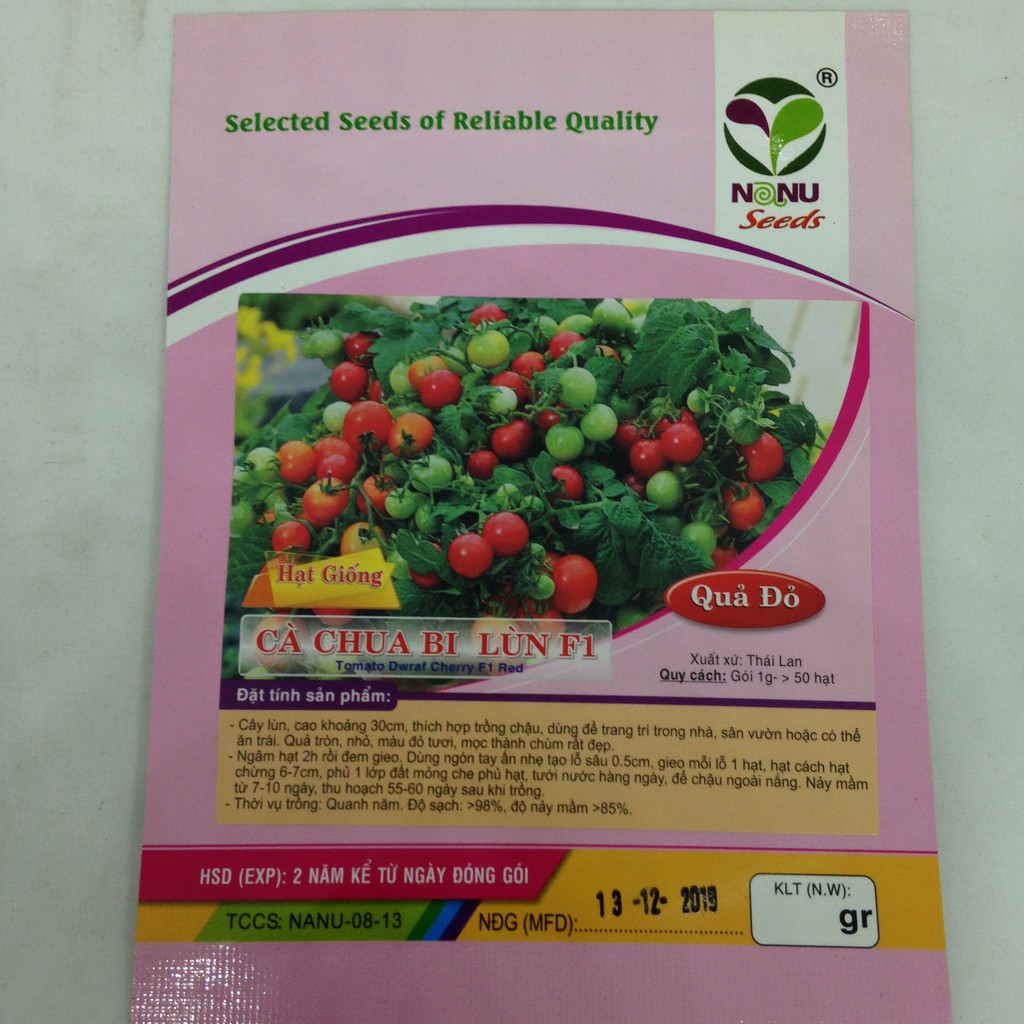 Selected Seeds of Reliable Quality
®
NANU
Seeds
Hạt Giống
CÀ CHUA BI LÙN F1
Tomato Dwraf Cherry F1 Red
Quả Đỏ
Xuất xứ: Thái Lan
Quy cách: Gói 1g- > 50 hạt
Đặt tính sản phẩm:
- Cây lùn, cao khoảng 30cm, thích hợp trồng chậu, dùng để trang trí trong nhà, sân vườn hoặc có thể
ăn trái. Quả tròn, nhỏ, màu đỏ tươi, mọc thành chùm rất đẹp.
- Ngâm hạt 2h rồi đem gieo. Dùng ngón tay ấn nhẹ tạo lỗ sâu 0.5cm, gieo mỗi lỗ 1 hạt, hạt cách hạt
chừng 6-7cm, phủ 1 lớp đất mỏng che phủ hạt, tưới nước hàng ngày, để chậu ngoài nắng. Nảy mầm
từ 7-10 ngày, thu hoạch 55-60 ngày sau khi trồng.
- Thời vụ trồng: Quanh năm. Độ sạch: >98%, độ nảy mầm >85%.
HSD (EXP): 2 NĂM KỂ TỪ NGÀY ĐÓNG GÓI
TCCS: NANU-08-13
NĐG (MFD):
13 -12- 2019
KLT (N.W):
gr